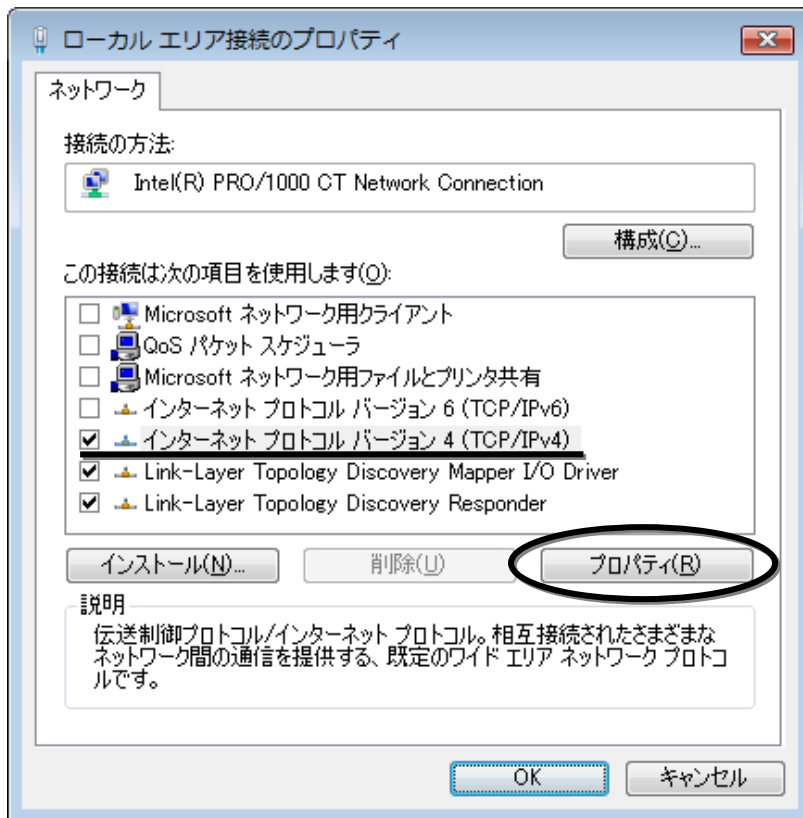 ローカル エリア接続のプロパティ
ネットワーク
接続の方法:
Intel(R) PRO/1000 CT Network Connection
構成(C)...
この接続は次の項目を使用します(O):
Microsoft ネットワーク用クライアント
QoS パケット スケジューラ
Microsoft ネットワーク用ファイルとプリンタ共有
インターネット プロトコル バージョン 6 (TCP/IPv6)
インターネット プロトコル バージョン 4 (TCP/IPv4)
Link-Layer Topology Discovery Mapper I/O Driver
Link-Layer Topology Discovery Responder
インストール(N)... 削除(U) プロパティ(R)
説明
伝送制御プロトコル/インターネット プロトコル。相互接続されたさまざまな
ネットワーク間の通信を提供する、既定のワイド エリア ネットワーク プロトコ
ルです。
OK キャンセル